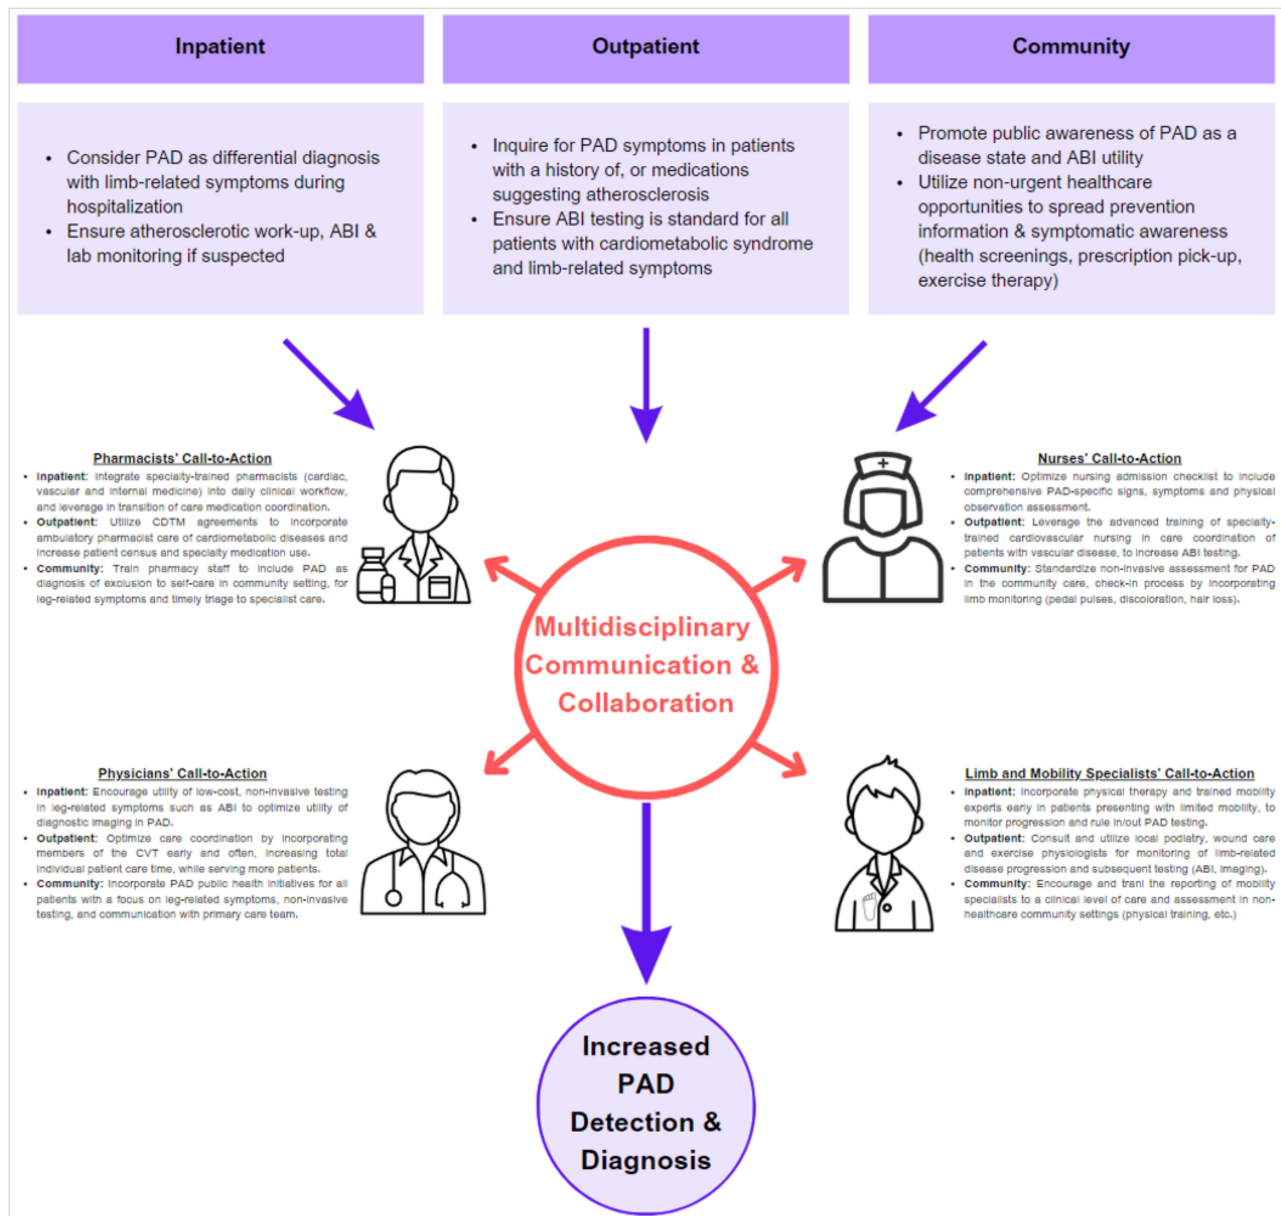 Inpatient
Outpatient
Community
• Consider PAD as differential diagnosis
with limb-related symptoms during
hospitalization
• Ensure atherosclerotic work-up, ABI &
lab monitoring if suspected
• Inquire for PAD symptoms in patients
with a history of, or medications
suggesting atherosclerosis
• Ensure ABI testing is standard for all
patients with cardiometabolic syndrome
and limb-related symptoms
• Promote public awareness of PAD as a
disease state and ABI utility
• Utilize non-urgent healthcare
opportunities to spread prevention
information & symptomatic awareness
(health screenings, prescription pick-up,
exercise therapy)
Pharmacists' Call-to-Action
• Inpatient: Integrate specialty-trained pharmacists (cardiac,
vascular and internal medicine) into daily clinical workflow,
and leverage in transition of care medication coordination.
• Outpatient: Utilize CDTM agreements to incorporate
ambulatory pharmacist care of cardiometabolic diseases and
increase patient census and specialty medication use.
• Community: Train pharmacy staff to include PAD as
diagnosis of exclusion to self-care in community setting, for
leg-related symptoms and timely triage to specialist care.
Nurses' Call-to-Action
• Inpatient: Optimize nursing admission checklist to include
comprehensive PAD-specific signs, symptoms and physical
observation assessment.
• Outpatient: Leverage the advanced training of specialty-
trained cardiovascular nursing in care coordination of
patients with vascular disease, to increase ABI testing.
• Community: Standardize non-invasive assessment for PAD
in the community care, check-in process by incorporating
limb monitoring (pedal pulses, discoloration, hair loss).
Multidisciplinary
Communication &
Collaboration
Physicians' Call-to-Action
• Inpatient: Encourage utility of low-cost, non-invasive testing
in leg-related symptoms such as ABI to optimize utility of
diagnostic imaging in PAD.
• Outpatient: Optimize care coordination by incorporating
members of the CVT early and often, increasing total
individual patient care time, while serving more patients.
• Community: Incorporate PAD public health initiatives for all
patients with a focus on leg-related symptoms, non-invasive
testing, and communication with primary care team.
Limb and Mobility Specialists' Call-to-Action
• Inpatient: Incorporate physical therapy and trained mobility
experts early in patients presenting with limited mobility, to
monitor progression and rule in/out PAD testing.
• Outpatient: Consult and utilize local podiatry, wound care
and exercise physiologists for monitoring of limb-related
disease progression and subsequent testing (ABI, imaging).
• Community: Encourage and trani the reporting of mobility
specialists to a clinical level of care and assessment in non-
healthcare community settings (physical training, etc.)
Increased
PAD
Detection &
Diagnosis